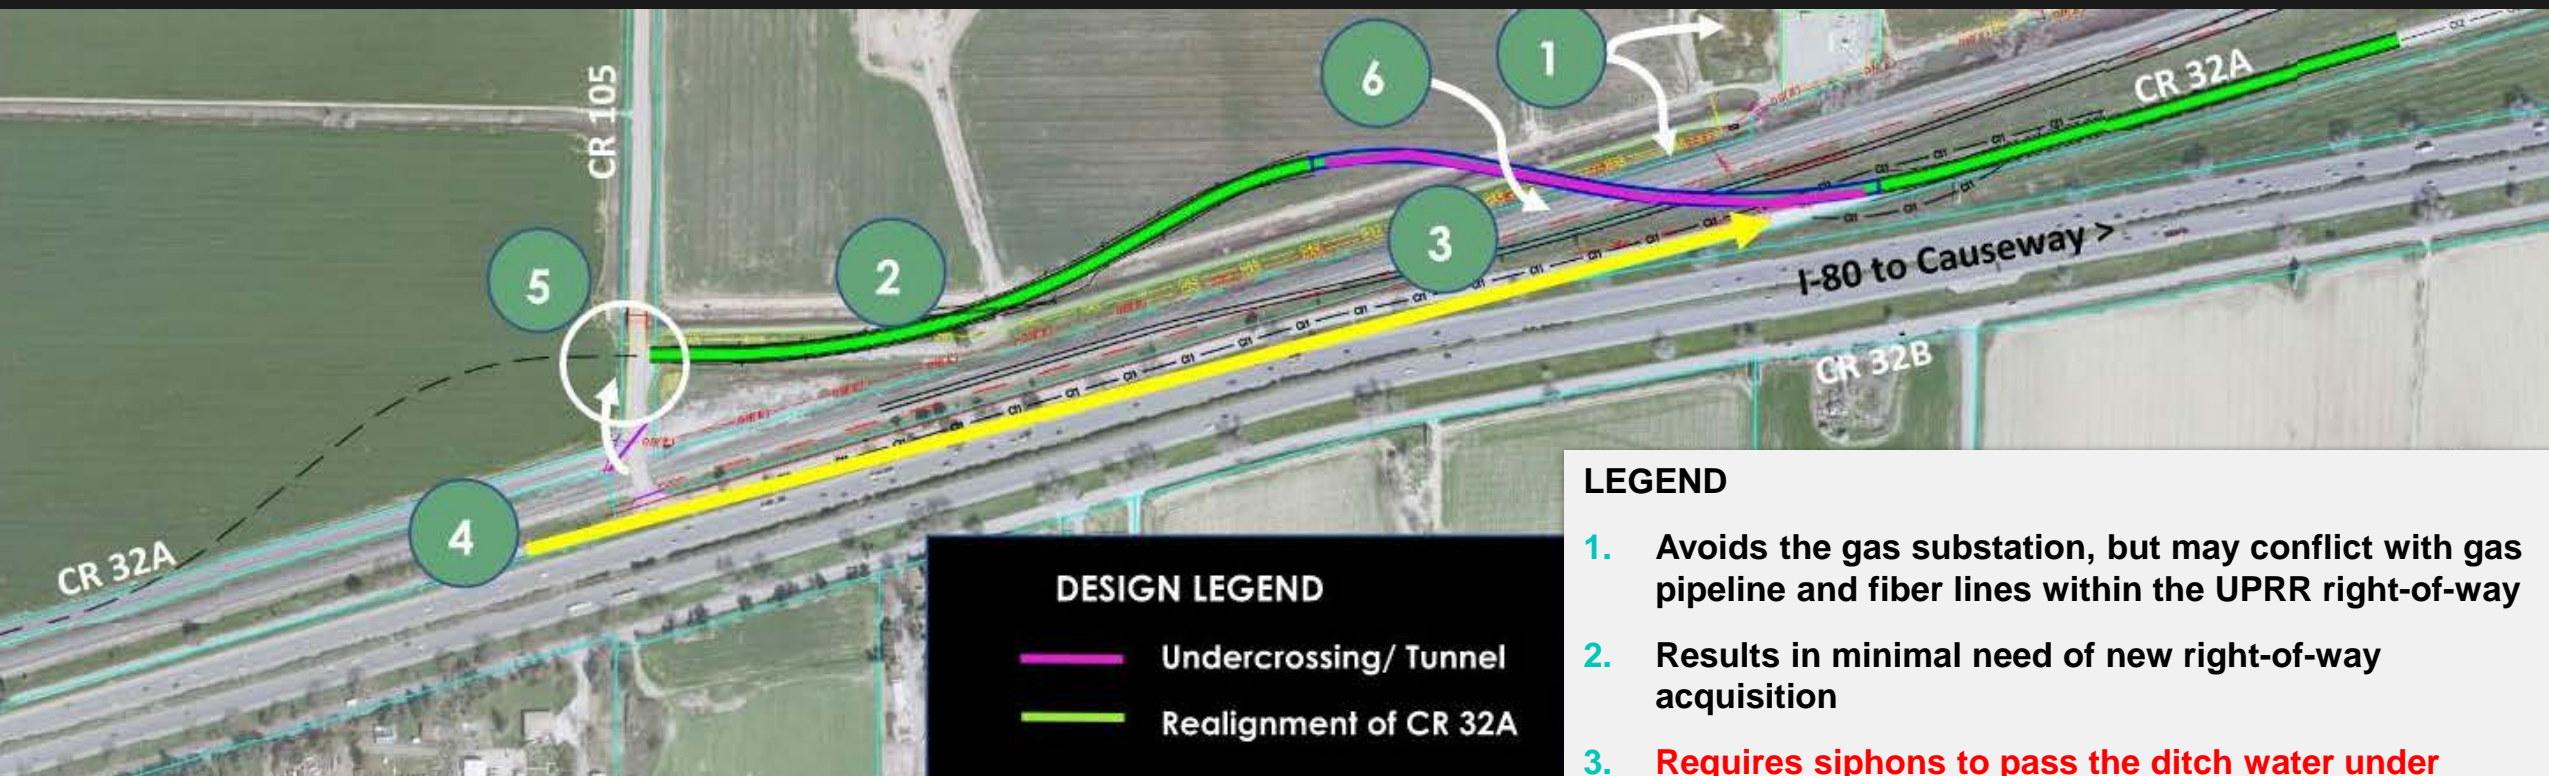 CR 105
6
1
CR 32A
5
2
3
I-80 to Causeway >
CR 32B
4
CR 32A
DESIGN LEGEND
Undercrossing/ Tunnel
Realignment of CR 32A
LEGEND
1. Avoids the gas substation, but may conflict with gas
pipeline and fiber lines within the UPRR right-of-way
2. Results in minimal need of new right-of-way
acquisition
3. Requires siphons to pass the ditch water under